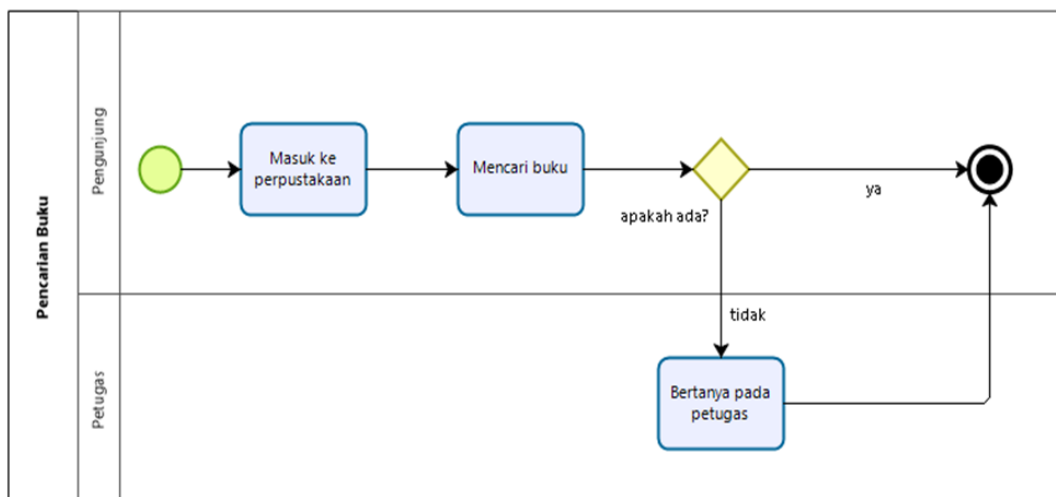 Pencarian Buku
Pengunjung
Masuk ke
perpustakaan
Mencari buku
apakah ada?
ya
tidak
Petugas
Bertanya pada
petugas